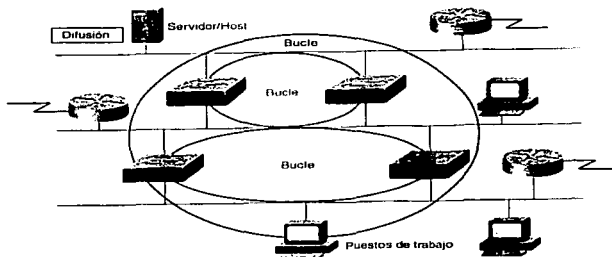 Servidor/Host
Difusión
Bucle
Bucle
Bucle
Puestos de trabajo